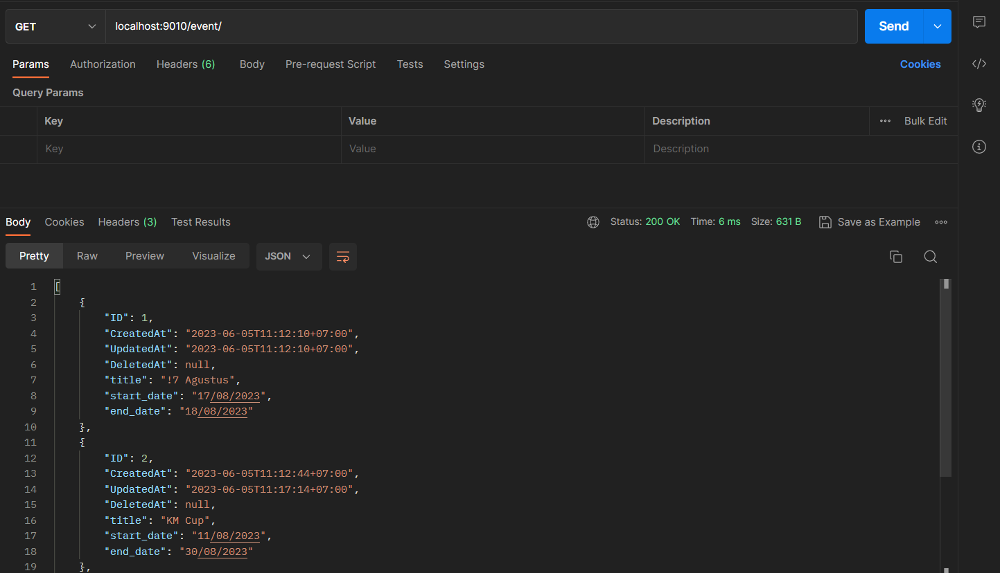 GET localhost:9010/event/ Send
Params Authorization Headers (6) Body Pre-request Script Tests Settings Cookies
Query Params
Key Value Description Bulk Edit
Key Value Description
Body Cookies Headers (3) Test Results Status: 200 OK Time: 6 ms Size: 631 B Save as Example
Pretty Raw Preview Visualize JSON
1 [
2 {
3 "ID": 1,
4 "CreatedAt": "2023-06-05T11:12:10+07:00",
5 "UpdatedAt": "2023-06-05T11:12:10+07:00",
6 "DeletedAt": null,
7 "title": "!7 Agustus",
8 "start_date": "17/08/2023",
9 "end_date": "18/08/2023"
10 },
11 {
12 "ID": 2,
13 "CreatedAt": "2023-06-05T11:12:44+07:00",
14 "UpdatedAt": "2023-06-05T11:17:14+07:00",
15 "DeletedAt": null,
16 "title": "KM Cup",
17 "start_date": "11/08/2023",
18 "end_date": "30/08/2023"
19 },